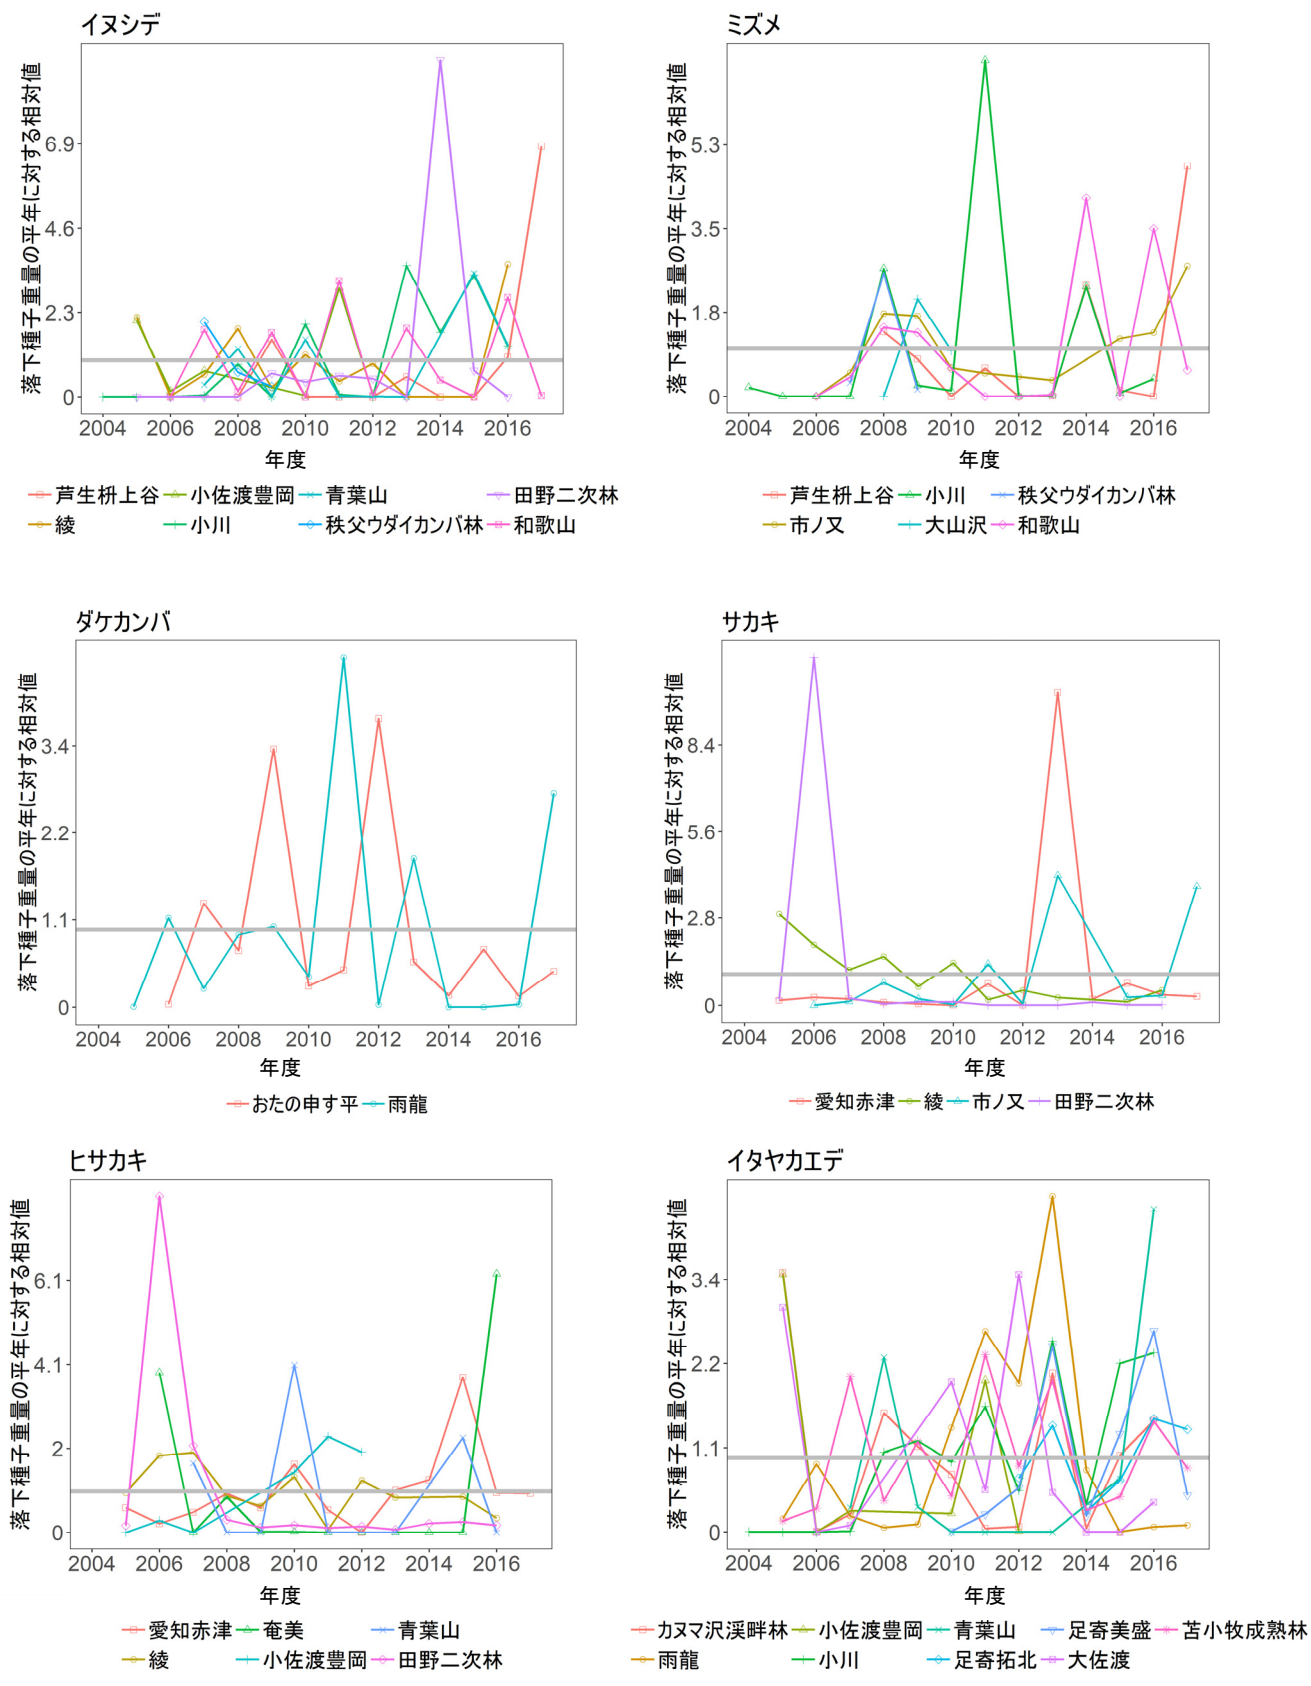 イヌシデ
落下種子重量の平年に対する相対値
6.9
4.6
2.3
0
2004 2006 2008 2010 2012 2014 2016
年度
芦生枡上谷 小佐渡豊岡 青葉山 田野二次林
綾 小川 秩父ウダイカンバ林 和歌山
ミズメ
落下種子重量の平年に対する相対値
5.3
3.5
1.8
0
2004 2006 2008 2010 2012 2014 2016
年度
芦生枡上谷 小川 秩父ウダイカンバ林
市ノ又 大山沢 和歌山
ダケカンバ
落下種子重量の平年に対する相対値
3.4
2.2
1.1
0
2004 2006 2008 2010 2012 2014 2016
年度
おたの申す平 雨龍
サカキ
落下種子重量の平年に対する相対値
8.4
5.6
2.8
0
2004 2006 2008 2010 2012 2014 2016
年度
愛知赤津 綾 市ノ又 田野二次林
ヒサカキ
落下種子重量の平年に対する相対値
6.1
4.1
2
0
2004 2006 2008 2010 2012 2014 2016
年度
愛知赤津 奄美 青葉山
綾 小佐渡豊岡 田野二次林
イタヤカエデ
落下種子重量の平年に対する相対値
3.4
2.2
1.1
0
2004 2006 2008 2010 2012 2014 2016
年度
カヌマ沢渓畔林 小佐渡豊岡 青葉山 足寄美盛 苫小牧成熟林
雨龍 小川 足寄拓北 大佐渡